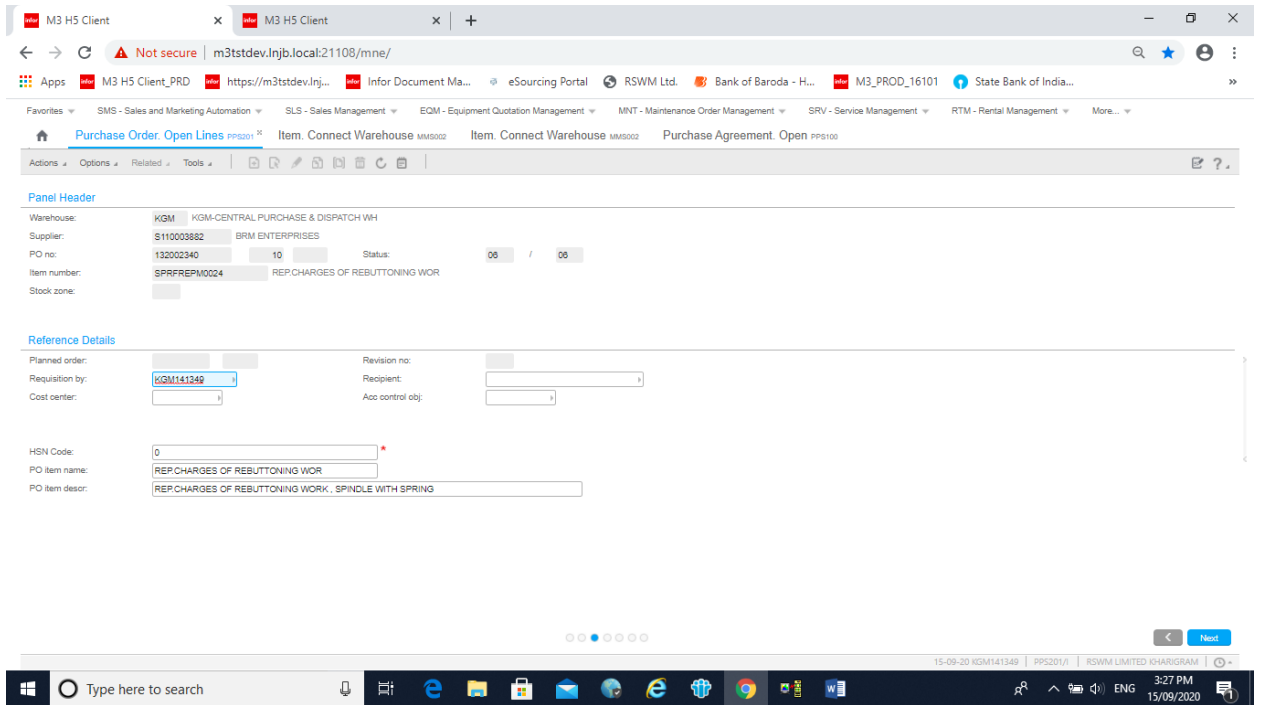 infor M3 H5 Client × infor M3 H5 Client × +
Not secure | m3tstdev.lnjb.local:21108/mne/
Apps infor M3 H5 Client_PRD infor https://m3tstdev.lnj... infor Infor Document Ma... eSourcing Portal RSWM Ltd. Bank of Baroda - H... infor M3_PROD_16101 State Bank of India... »
Favorites SMS - Sales and Marketing Automation SLS - Sales Management EQM - Equipment Quotation Management MNT - Maintenance Order Management SRV - Service Management RTM - Rental Management More...
Purchase Order. Open Lines PPS201 × Item. Connect Warehouse MMS002 Item. Connect Warehouse MMS002 Purchase Agreement. Open PPS100
Actions Options Related Tools ?
Panel Header
Warehouse: KGM KGM-CENTRAL PURCHASE & DISPATCH WH
Supplier: S110003882 BRM ENTERPRISES
PO no: 132002340 10 Status: 06 / 06
Item number: SPRFREPM0024 REP.CHARGES OF REBUTTONING WOR
Stock zone:
Reference Details
Planned order: Revision no:
Requisition by: KGM141349 Recipient:
Cost center: Acc control obj:
HSN Code: 0 *
PO item name: REP.CHARGES OF REBUTTONING WOR
PO item descr: REP.CHARGES OF REBUTTONING WORK , SPINDLE WITH SPRING
< Next
15-09-20 KGM141349 | PPS201/I | RSWM LIMITED KHARIGRAM
Type here to search ENG 3:27 PM
15/09/2020 1